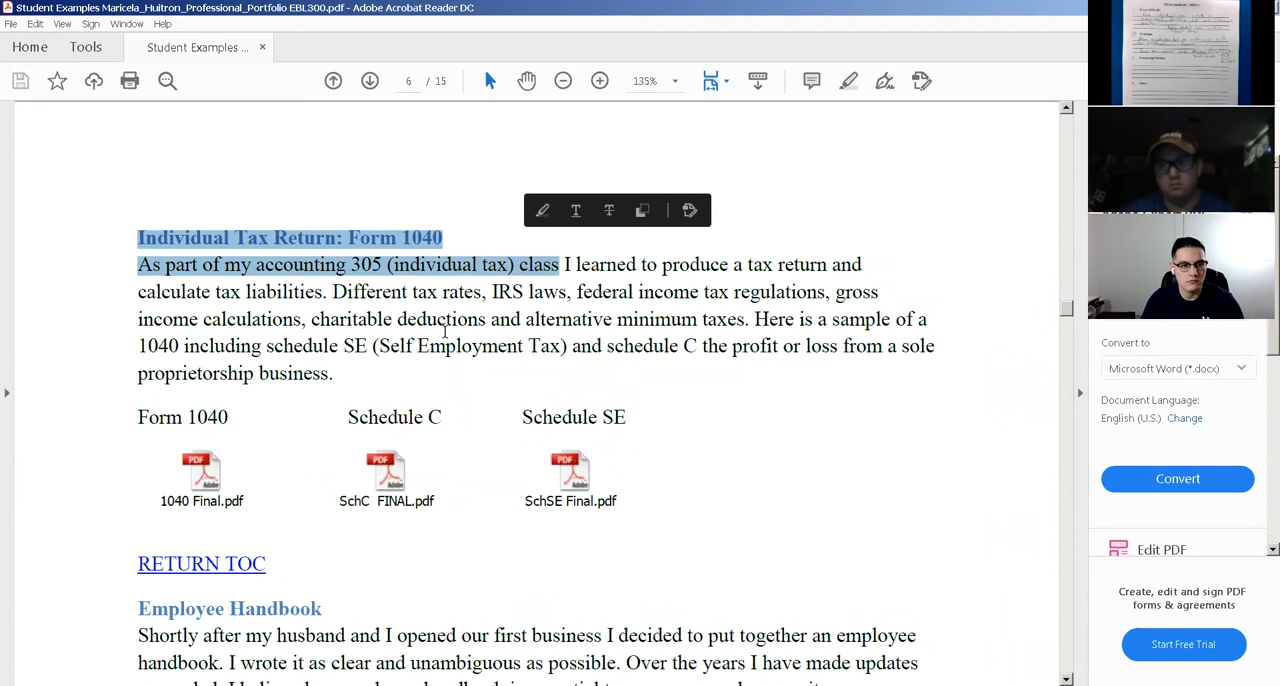 Student Examples Maricela_Huitron_Professional_Portfolio EBL300.pdf - Adobe Acrobat Reader DC
File Edit View Sign Window Help
Home Tools Student Examples ... ×
6 / 15 135%
Individual Tax Return: Form 1040
As part of my accounting 305 (individual tax) class I learned to produce a tax return and
calculate tax liabilities. Different tax rates, IRS laws, federal income tax regulations, gross
income calculations, charitable deductions and alternative minimum taxes. Here is a sample of a
1040 including schedule SE (Self Employment Tax) and schedule C the profit or loss from a sole
proprietorship business.
Form 1040 Schedule C Schedule SE
PDF Adobe PDF Adobe PDF Adobe
1040 Final.pdf SchC FINAL.pdf SchSE Final.pdf
RETURN TOC
Employee Handbook
Shortly after my husband and I opened our first business I decided to put together an employee
handbook. I wrote it as clear and unambiguous as possible. Over the years I have made updates
Convert to
Microsoft Word (*.docx)
Document Language:
English (U.S.) Change
Convert
Edit PDF
Create, edit and sign PDF
forms & agreements
Start Free Trial